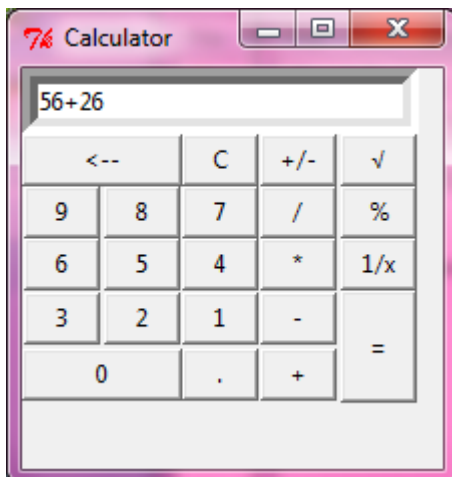 Calculator
56+26
<-- C +/- √
9 8 7 / %
6 5 4 * 1/x
3 2 1 - =
0 . +